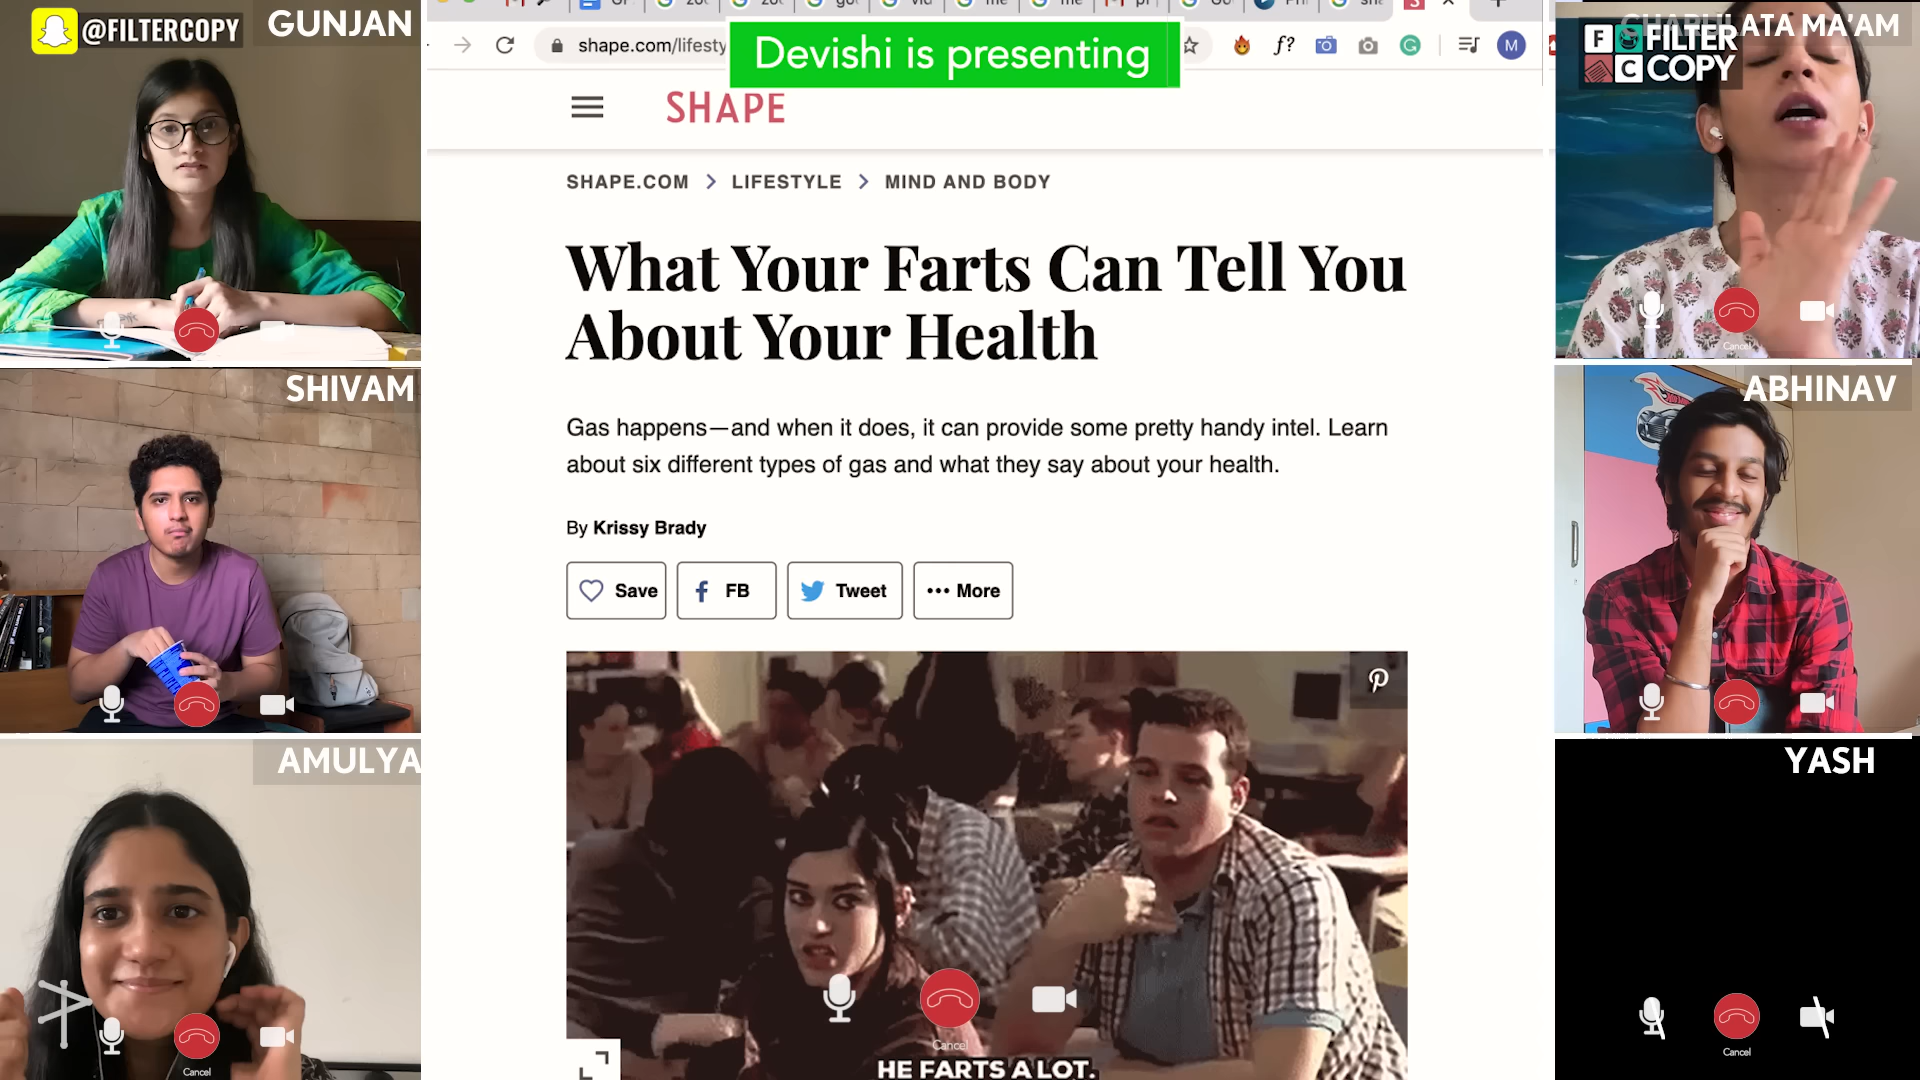 @FILTERCOPY
GUNJAN
shape.com/lifesty
Devishi is presenting
M
CHARULATA MA'AM
F
C
FILTER
COPY
SHAPE
SHAPE.COM > LIFESTYLE > MIND AND BODY
What Your Farts Can Tell You
About Your Health
Gas happens—and when it does, it can provide some pretty handy intel. Learn
about six different types of gas and what they say about your health.
By Krissy Brady
Save
FB
Tweet
More
HE FARTS A LOT.
Cancel
SHIVAM
ABHINAV
AMULYA
YASH
Cancel
Cancel
Cancel